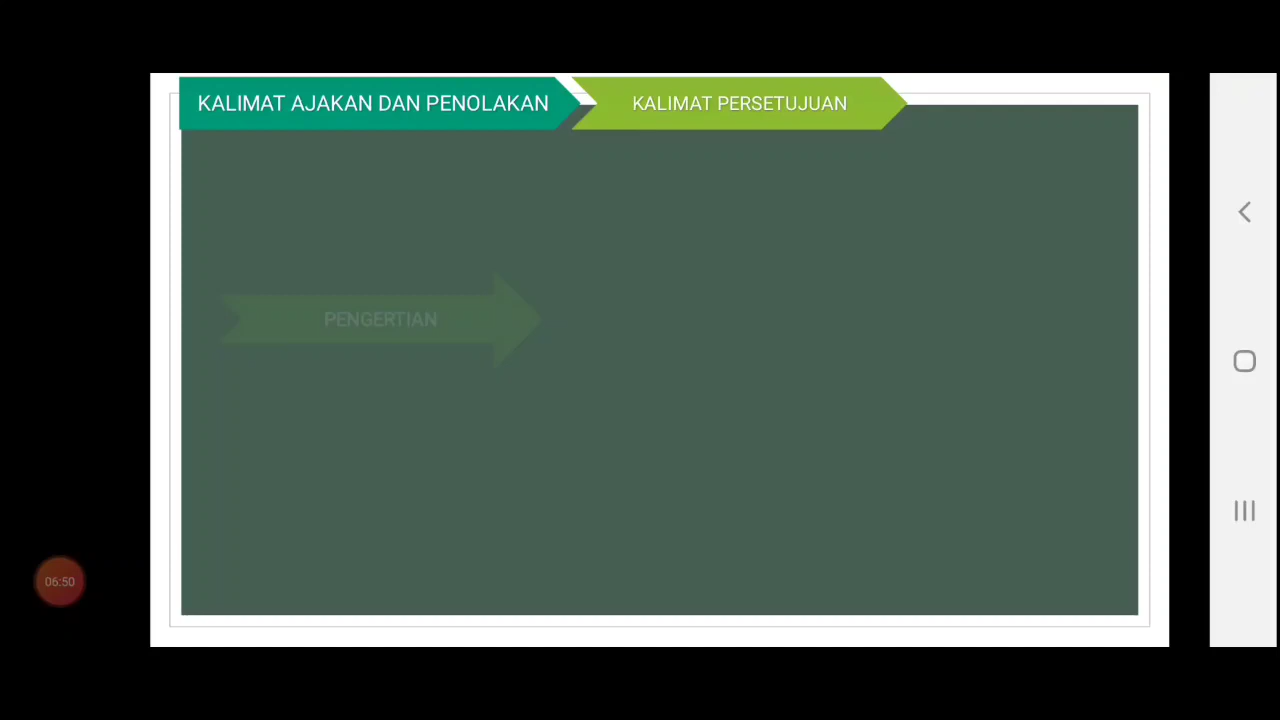 KALIMAT AJAKAN DAN PENOLAKAN
KALIMAT PERSETUJUAN
PENGERTIAN
06:50